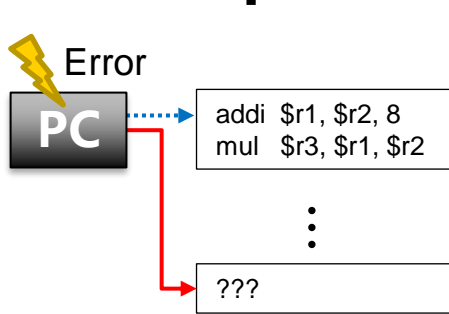 Error
PC
addi $r1, $r2, 8
mul $r3, $r1, $r2
???